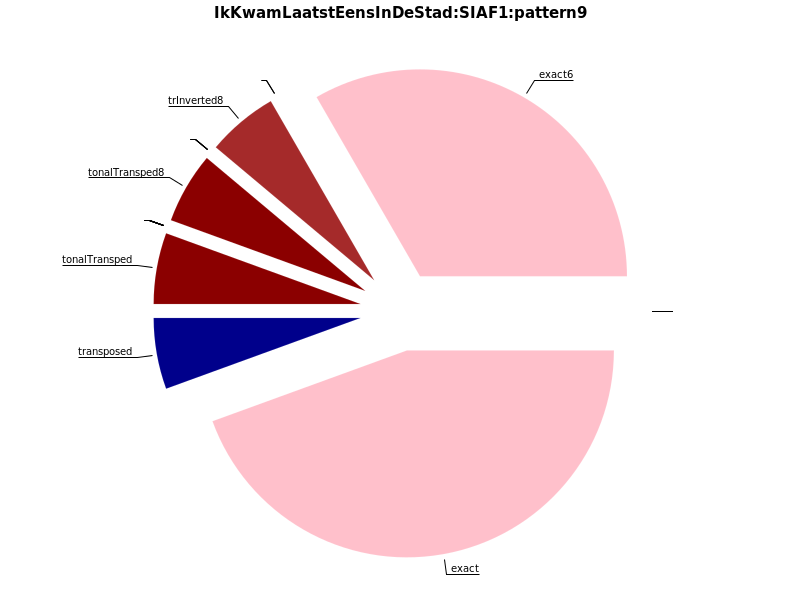 IkKwamLaatstEensInDeStad:SIAF1:pattern9
exact6
trInverted8
tonalTransped8
tonalTransped
transposed
exact